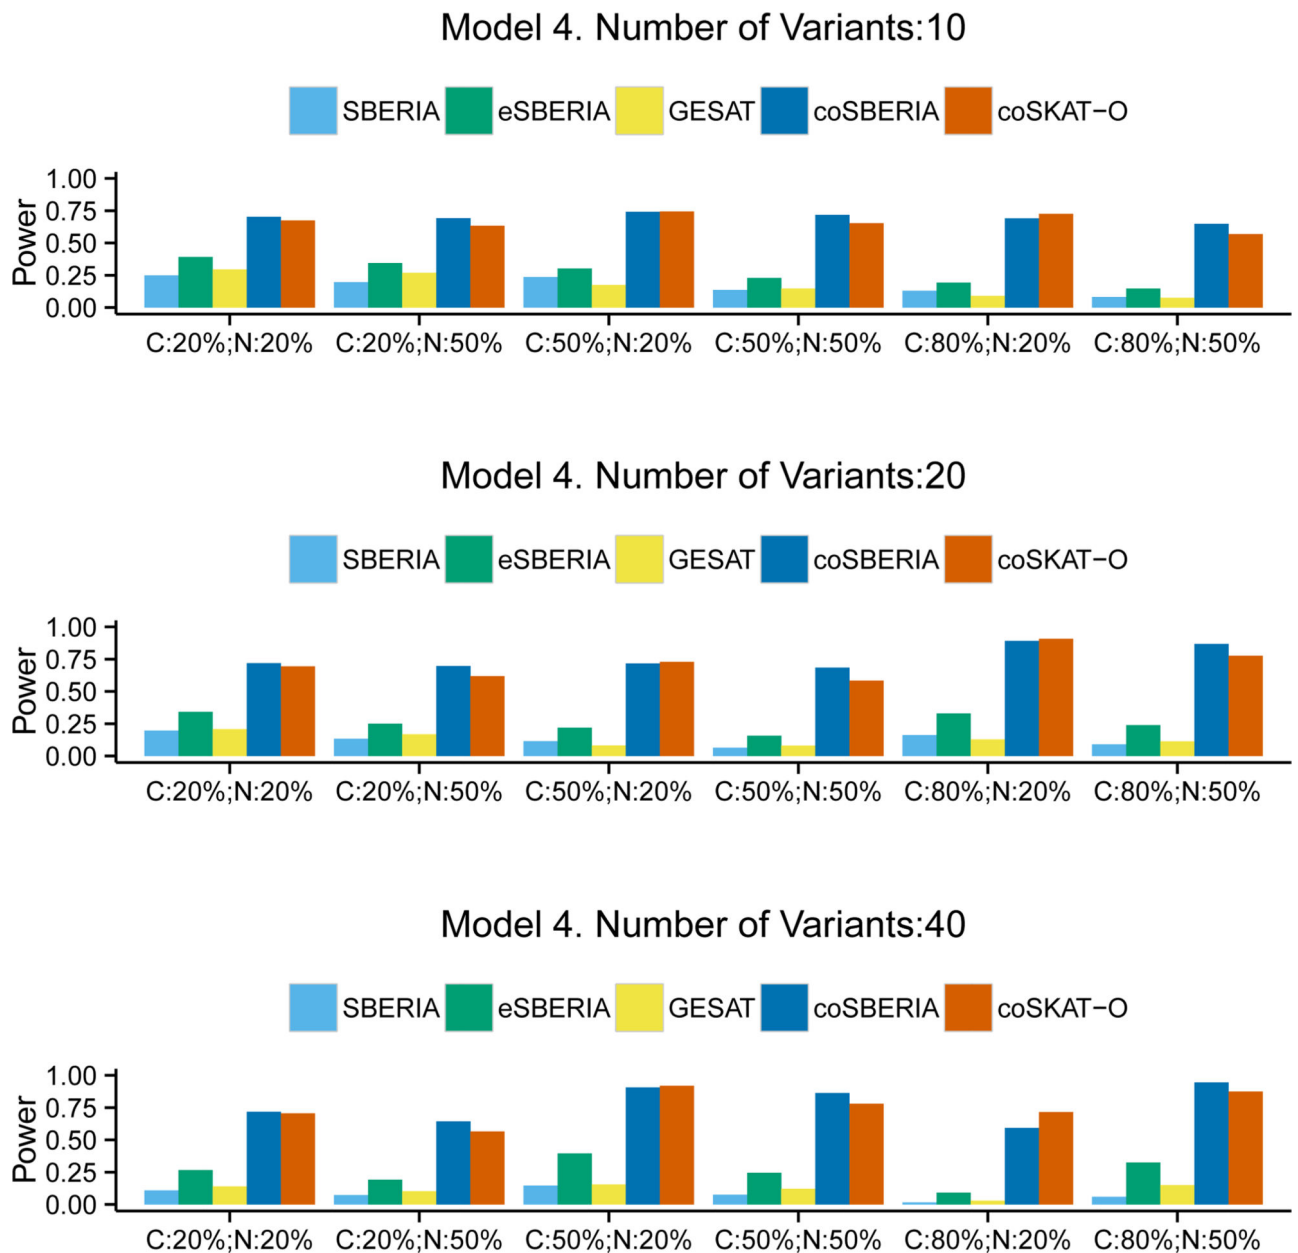 Model 4. Number of Variants:10
SBERIA eSBERIA GESAT coSBERIA coSKAT−O
Power
1.00
0.75
0.50
0.25
0.00
C:20%;N:20% C:20%;N:50% C:50%;N:20% C:50%;N:50% C:80%;N:20% C:80%;N:50%
Model 4. Number of Variants:20
SBERIA eSBERIA GESAT coSBERIA coSKAT−O
Power
1.00
0.75
0.50
0.25
0.00
C:20%;N:20% C:20%;N:50% C:50%;N:20% C:50%;N:50% C:80%;N:20% C:80%;N:50%
Model 4. Number of Variants:40
SBERIA eSBERIA GESAT coSBERIA coSKAT−O
Power
1.00
0.75
0.50
0.25
0.00
C:20%;N:20% C:20%;N:50% C:50%;N:20% C:50%;N:50% C:80%;N:20% C:80%;N:50%